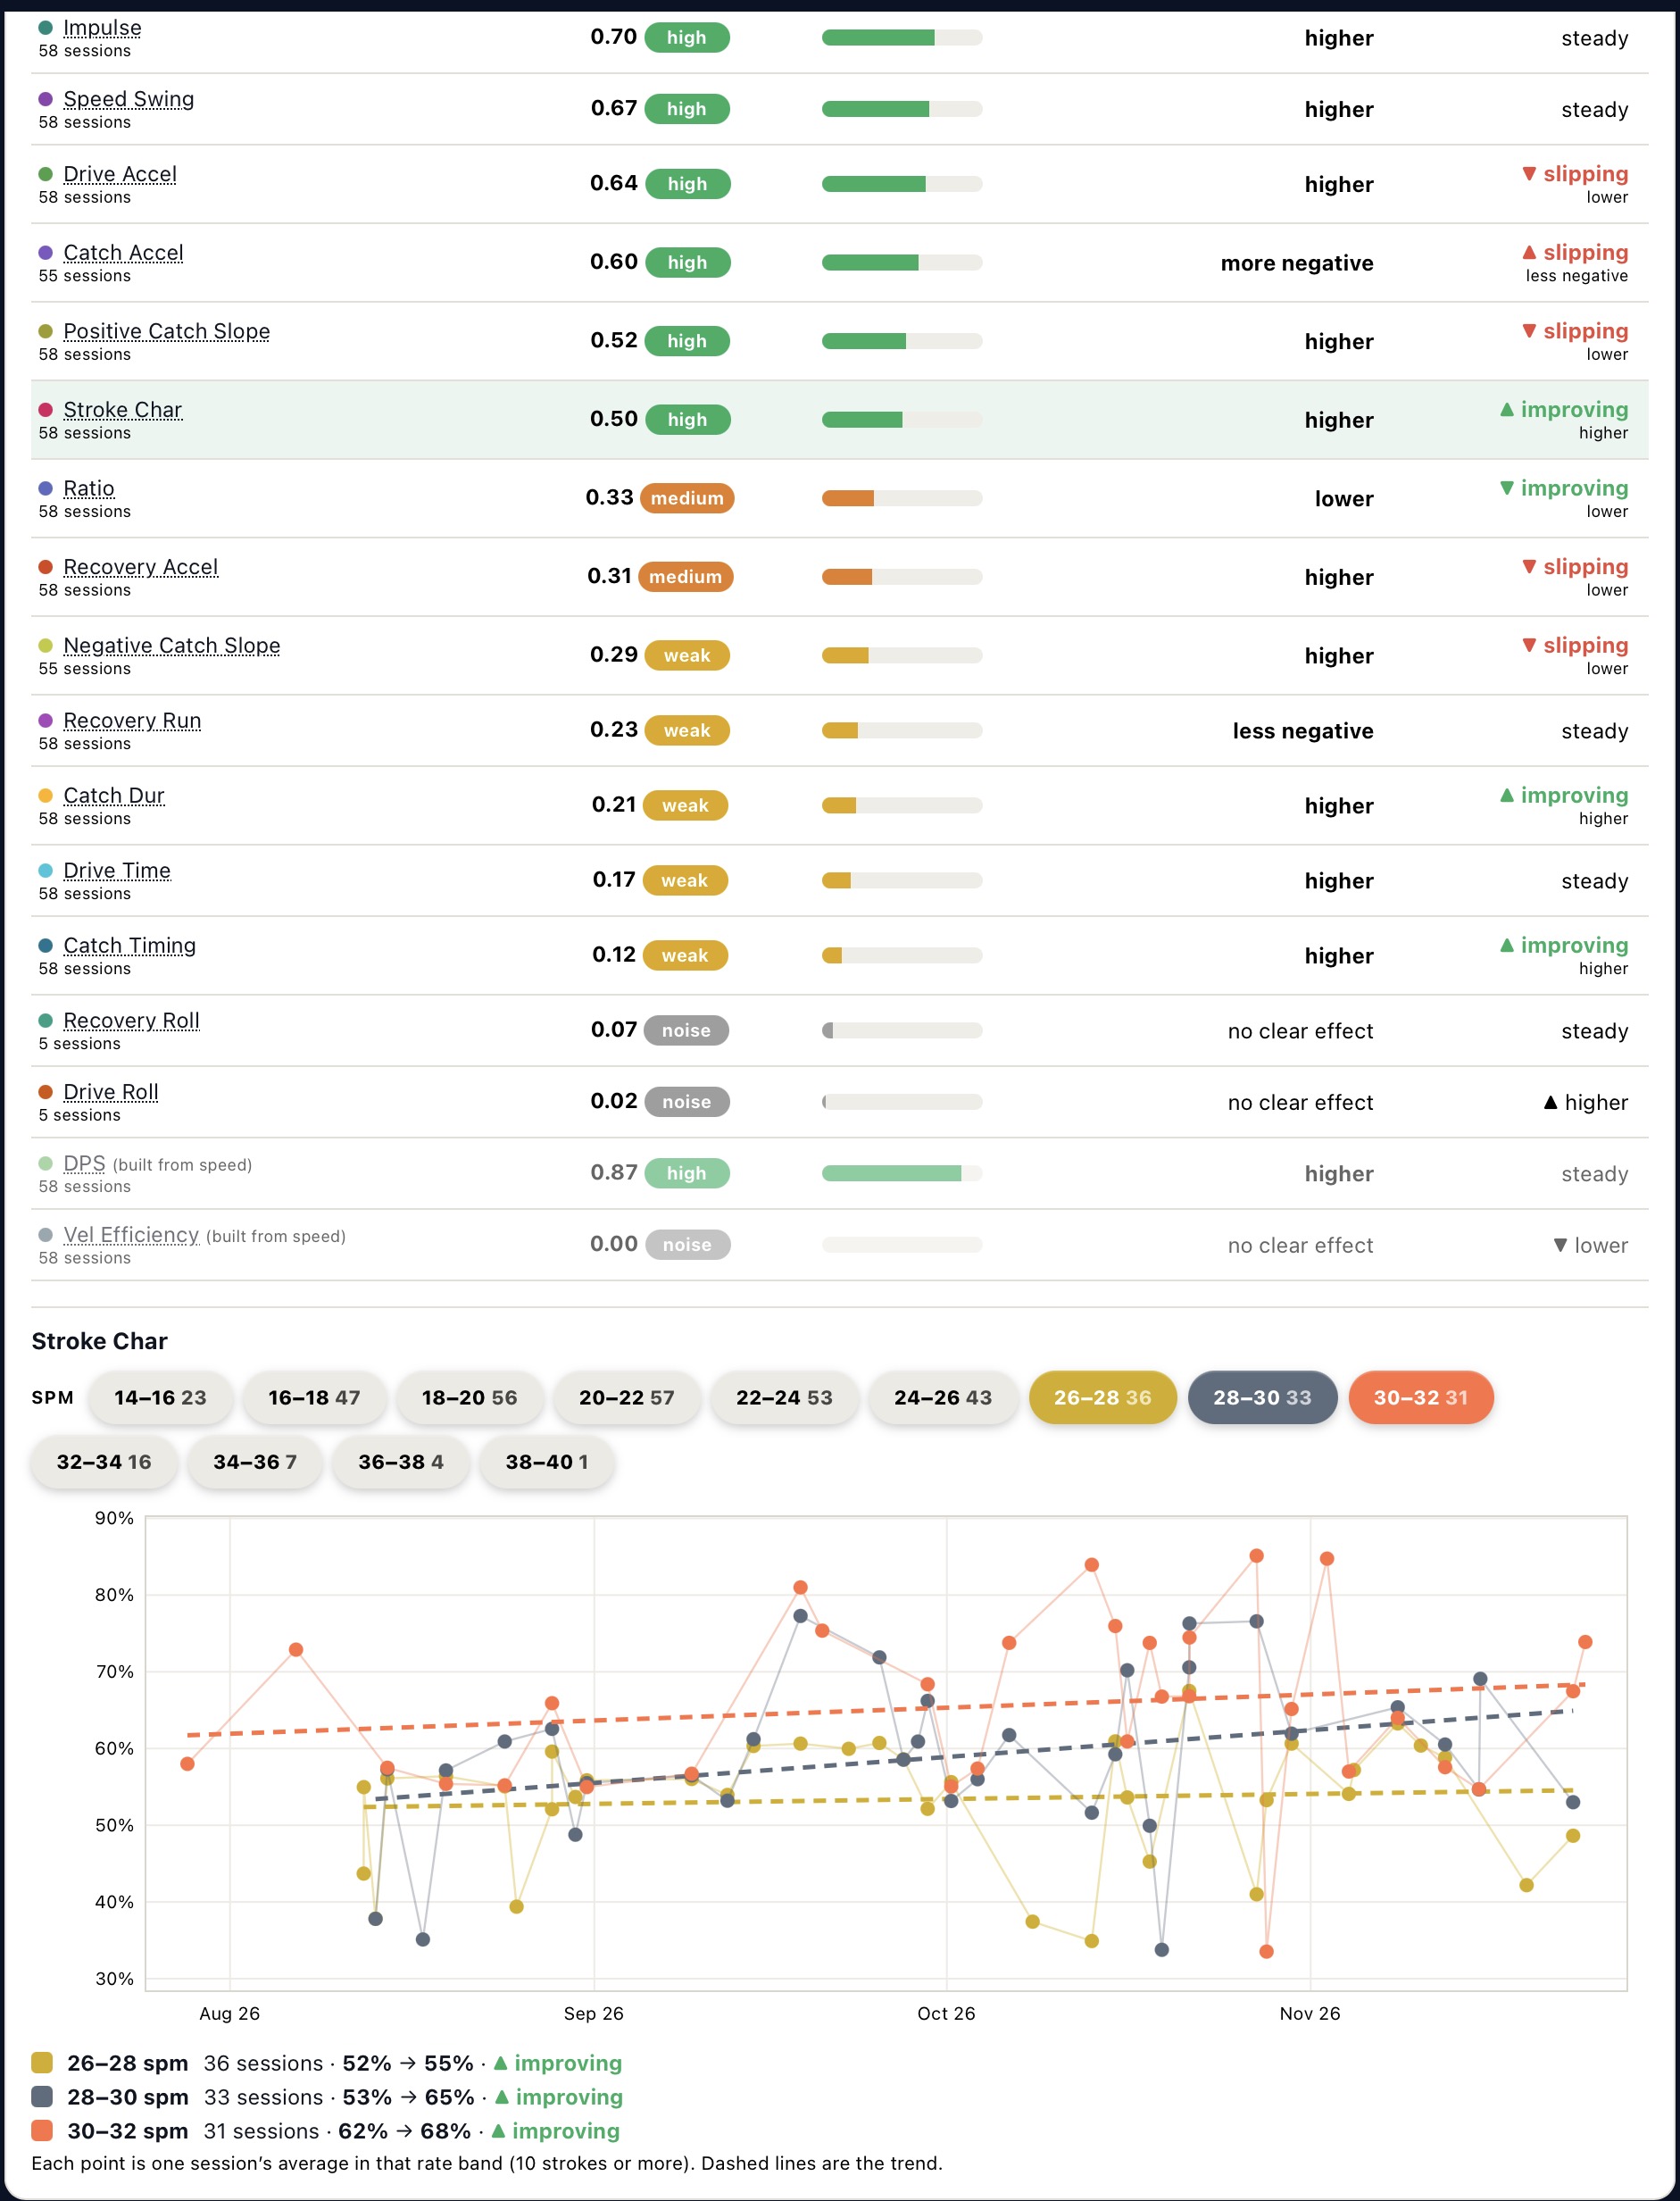 Impulse 0.70 high higher steady
58 sessions
Speed Swing 0.67 high higher steady
58 sessions
Drive Accel 0.64 high higher ▼ slipping
58 sessions lower
Catch Accel 0.60 high more negative ▲ slipping
55 sessions less negative
Positive Catch Slope 0.52 high higher ▼ slipping
58 sessions lower
Stroke Char 0.50 high higher ▲ improving
58 sessions higher
Ratio 0.33 medium lower ▼ improving
58 sessions lower
Recovery Accel 0.31 medium higher ▼ slipping
58 sessions lower
Negative Catch Slope 0.29 weak higher ▼ slipping
55 sessions lower
Recovery Run 0.23 weak less negative steady
58 sessions
Catch Dur 0.21 weak higher ▲ improving
58 sessions higher
Drive Time 0.17 weak higher steady
58 sessions
Catch Timing 0.12 weak higher ▲ improving
58 sessions higher
Recovery Roll 0.07 noise no clear effect steady
5 sessions
Drive Roll 0.02 noise no clear effect ▲ higher
5 sessions
DPS (built from speed) 0.87 high higher steady
58 sessions
Vel Efficiency (built from speed) 0.00 noise no clear effect ▼ lower
58 sessions
Stroke Char
SPM 14–16 23 16–18 47 18–20 56 20–22 57 22–24 53 24–26 43 26–28 36 28–30 33 30–32 31
32–34 16 34–36 7 36–38 4 38–40 1
90%
80%
70%
60%
50%
40%
30%
Aug 26 Sep 26 Oct 26 Nov 26
26–28 spm 36 sessions · 52% → 55% · ▲ improving
28–30 spm 33 sessions · 53% → 65% · ▲ improving
30–32 spm 31 sessions · 62% → 68% · ▲ improving
Each point is one session’s average in that rate band (10 strokes or more). Dashed lines are the trend.